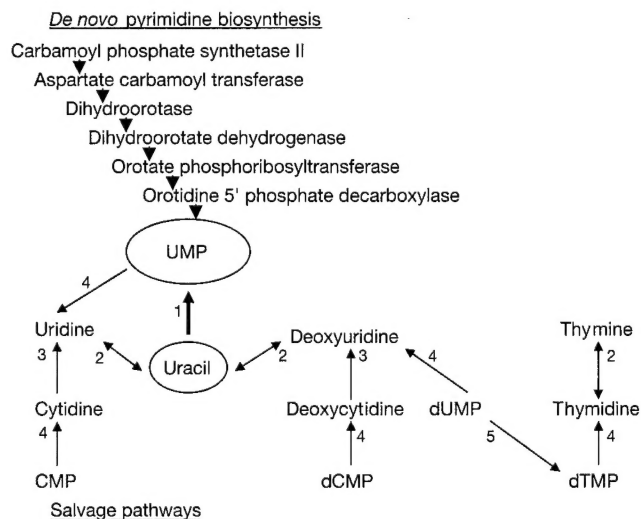 De novo pyrimidine biosynthesis
Carbamoyl phosphate synthetase II
Aspartate carbamoyl transferase
Dihydroorotase
Dihydroorotate dehydrogenase
Orotate phosphoribosyltransferase
Orotidine 5' phosphate decarboxylase
UMP
4
1
Uridine
Deoxyuridine
Thymine
3
2
Uracil
2
3
4
2
Cytidine
Deoxycytidine
dUMP
Thymidine
4
4
5
4
CMP
dCMP
dTMP
Salvage pathways